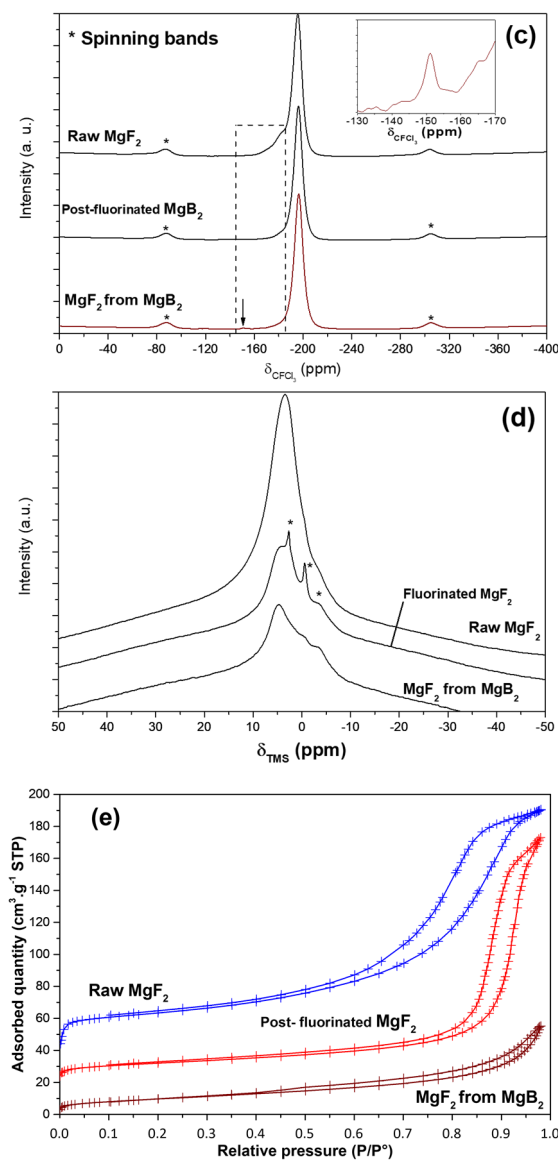 * Spinning bands
(c)
-130 -140 -150 -160 -170
δCFCl3 (ppm)
Raw MgF2
*
*
Post-fluorinated MgB2
*
*
MgF2 from MgB2
*
*
Intensity (a. u.)
0 -40 -80 -120 -160 -200 -240 -280 -320 -360 -400
δCFCl3 (ppm)
(d)
*
*
*
Fluorinated MgF2
Raw MgF2
MgF2 from MgB2
Intensity (a.u.)
50 40 30 20 10 0 -10 -20 -30 -40 -50
δTMS (ppm)
(e)
200
180
160
140
120
100
80
60
40
20
0
Raw MgF2
Post- fluorinated MgF2
MgF2 from MgB2
Adsorbed quantity (cm3.g-1 STP)
0.0 0.1 0.2 0.3 0.4 0.5 0.6 0.7 0.8 0.9 1.0
Relative pressure (P/P°)